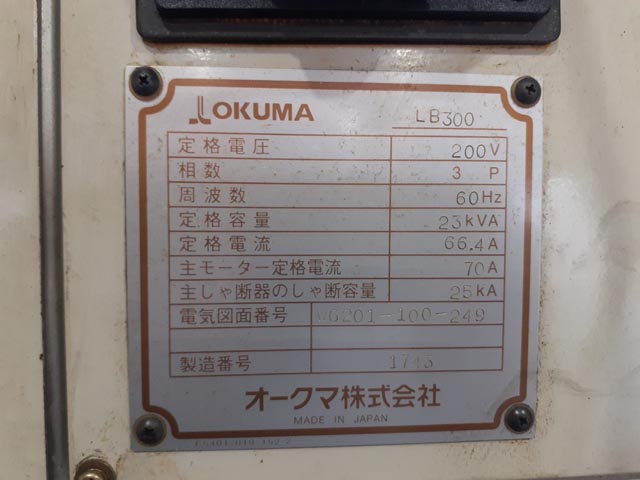 OKUMA LB300
定格電圧 200V
相数 3 P
周波数 60Hz
定格容量 23kVA
定格電流 66.4A
主モーター定格電流 70A
主しゃ断器のしゃ断容量 25kA
電気図面番号
製造番号
オークマ株式会社
MADE IN JAPAN